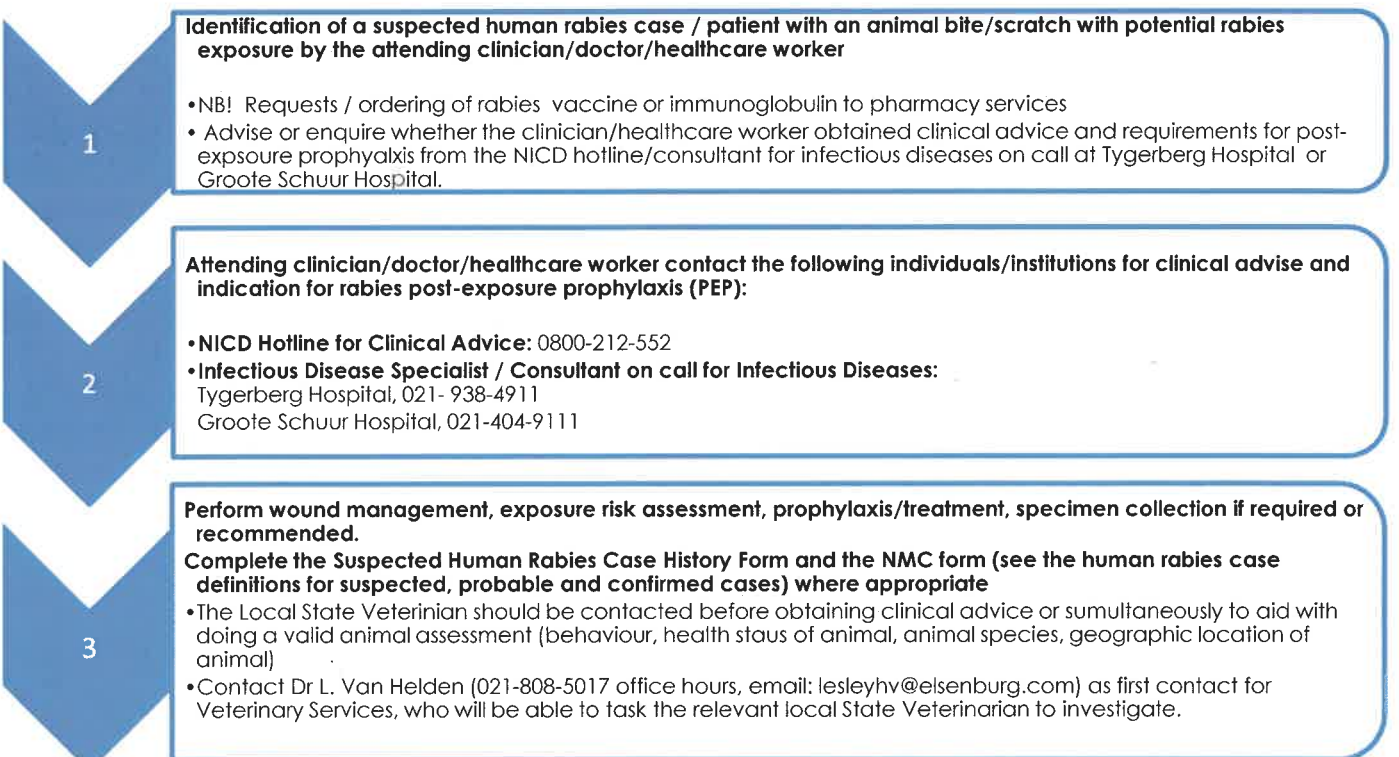 1
Identification of a suspected human rabies case / patient with an animal bite/scratch with potential rabies
exposure by the attending clinician/doctor/healthcare worker
•NB! Requests / ordering of rabies vaccine or immunoglobulin to pharmacy services
• Advise or enquire whether the clinician/healthcare worker obtained clinical advice and requirements for post-
expsoure prophyalxis from the NICD hotline/consultant for infectious diseases on call at Tygerberg Hospital or
Groote Schuur Hospital.
2
Attending clinician/doctor/healthcare worker contact the following individuals/institutions for clinical advise and
indication for rabies post-exposure prophylaxis (PEP):
•NICD Hotline for Clinical Advice: 0800-212-552
•Infectious Disease Specialist / Consultant on call for Infectious Diseases:
Tygerberg Hospital, 021- 938-4911
Groote Schuur Hospital, 021-404-9111
3
Perform wound management, exposure risk assessment, prophylaxis/treatment, specimen collection if required or
recommended.
Complete the Suspected Human Rabies Case History Form and the NMC form (see the human rabies case
definitions for suspected, probable and confirmed cases) where appropriate
•The Local State Veterinian should be contacted before obtaining clinical advice or sumultaneously to aid with
doing a valid animal assessment (behaviour, health staus of animal, animal species, geographic location of
animal)
•Contact Dr L. Van Helden (021-808-5017 office hours, email: lesleyhv@elsenburg.com) as first contact for
Veterinary Services, who will be able to task the relevant local State Veterinarian to investigate.